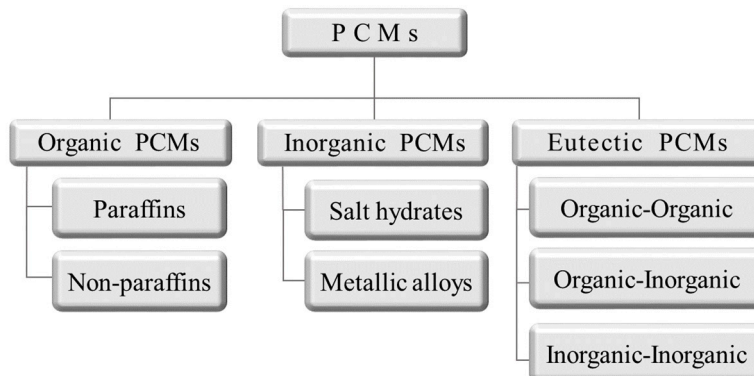 PCMs
Organic PCMs
Paraffins
Non-paraffins
Inorganic PCMs
Salt hydrates
Metallic alloys
Eutectic PCMs
Organic-Organic
Organic-Inorganic
Inorganic-Inorganic